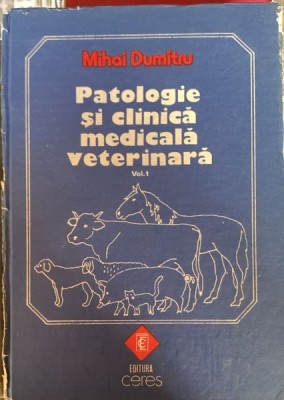 Mihai Dumitru
Patologie
și clinică
medicală
veterinară
Vol.1
EDITURA
ceres